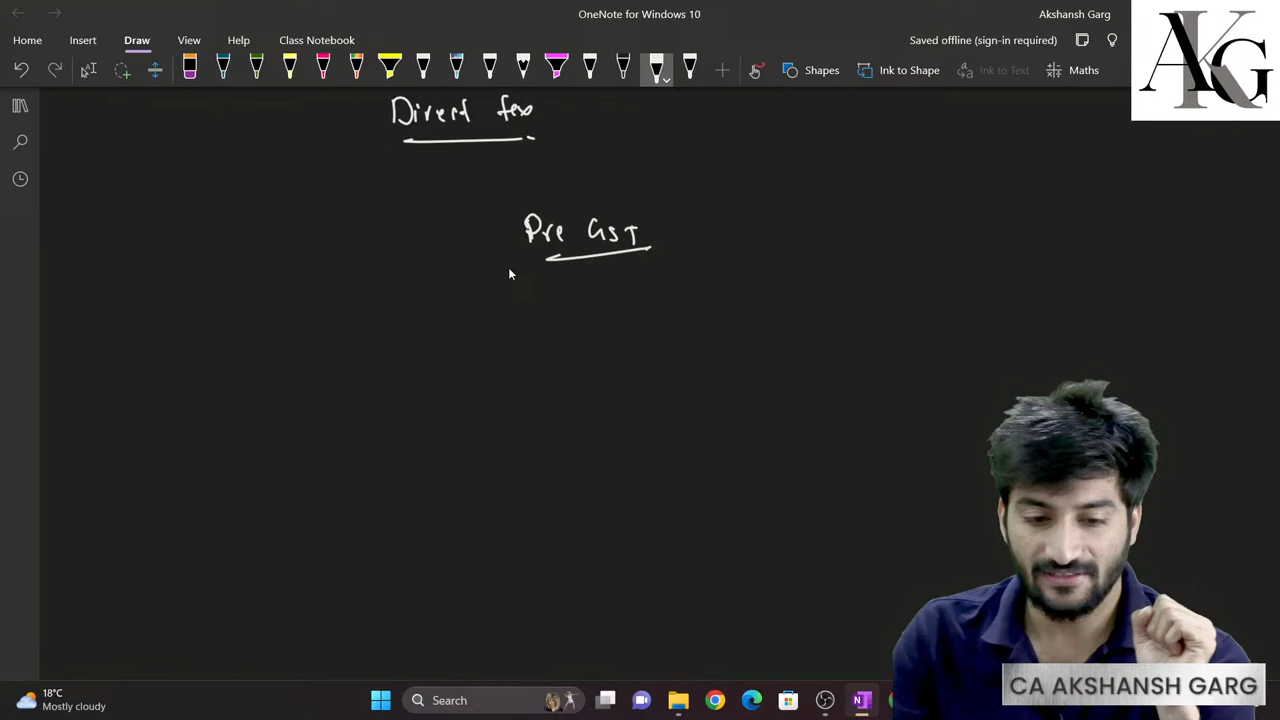 OneNote for Windows 10
Akshansh Garg
Home Insert Draw View Help Class Notebook
Saved offline (sign-in required)
Shapes
Ink to Shape
Ink to Text
Maths
AKG
Direct
Pre GST
CA AKSHANSH GARG
18°C
Mostly cloudy
Search